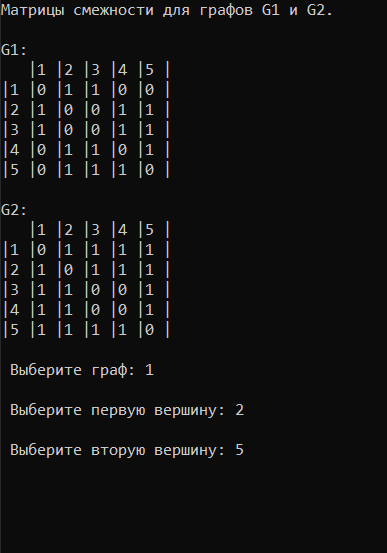 Матрицы смежности для графов G1 и G2.
G1:
|1 |2 |3 |4 |5 |
|1 |0 |1 |1 |0 |0 |
|2 |1 |0 |0 |1 |1 |
|3 |1 |0 |0 |1 |1 |
|4 |0 |1 |1 |0 |1 |
|5 |0 |1 |1 |1 |0 |
G2:
|1 |2 |3 |4 |5 |
|1 |0 |1 |1 |1 |1 |
|2 |1 |0 |1 |1 |1 |
|3 |1 |1 |0 |0 |1 |
|4 |1 |1 |0 |0 |1 |
|5 |1 |1 |1 |1 |0 |
Выберите граф: 1
Выберите первую вершину: 2
Выберите вторую вершину: 5